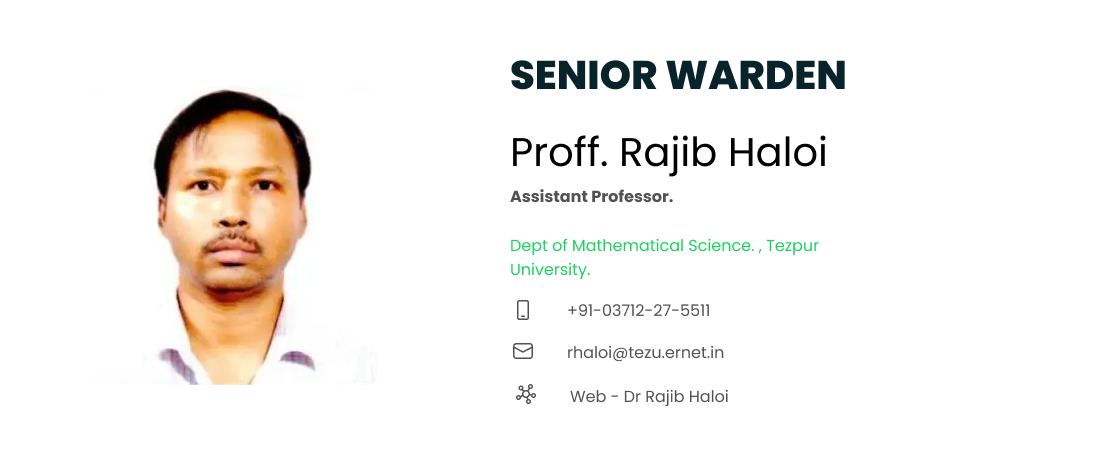 SENIOR WARDEN
Proff. Rajib Haloi
Assistant Professor.
Dept of Mathematical Science. , Tezpur
University.
+91-03712-27-5511
rhaloi@tezu.ernet.in
Web - Dr Rajib Haloi